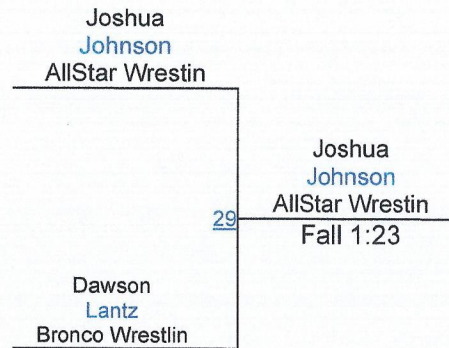 Joshua
Johnson
AllStar Wrestin
Joshua
Johnson
AllStar Wrestin
29
Fall 1:23
Dawson
Lantz
Bronco Wrestlin